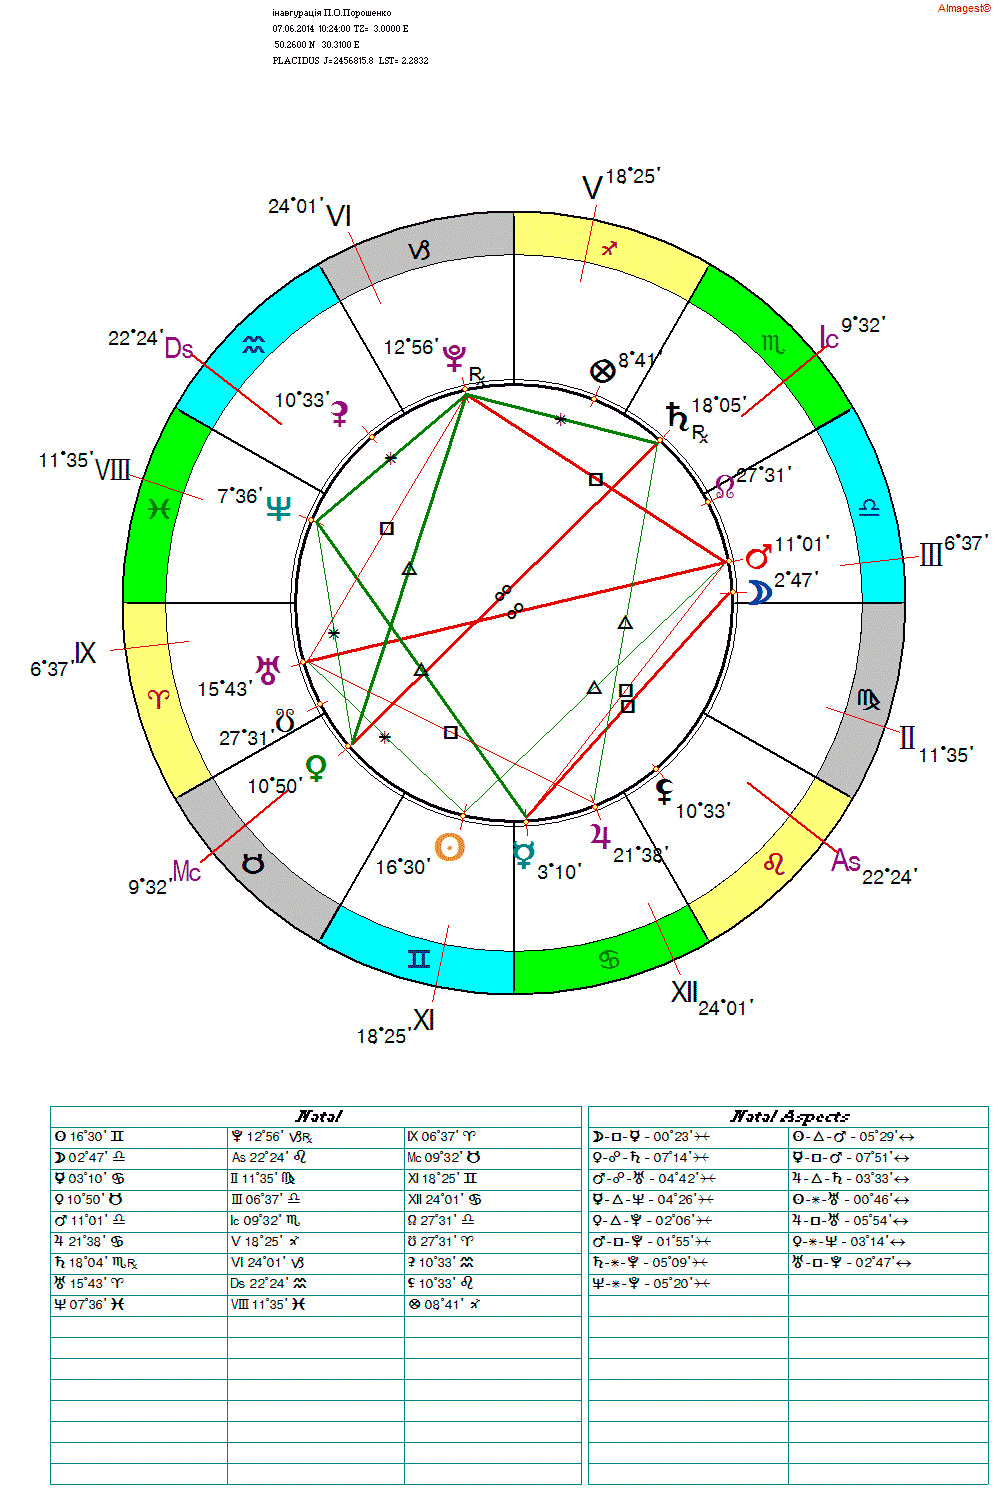 Almagest©
інавгурація П.О.Порошенко
07.06.2014 10:24:00 TZ= 3.0000 E
50.2600 N 30.3100 E
PLACIDUS J=2456815.8 LST= 2.2832
V 18°25'
24°01' VI
♑ ♐
22°24' Ds
♒ ♏ Ic 9°32'
12°56' ♇ ℞ ⊗ 8°41'
10°33' ⚳ ♄ 18°05' ℞
11°35' VIII 27°31' ☊
7°36' ♆ ♓ ♎
♂ 11°01' III 6°37'
☽ 2°47'
IX 6°37'
15°43' ♅ ♈ ♍
☋ 27°31' II 11°35'
♀ 10°50' ⚸ 10°33'
9°32' Mc ♉ ☉ 16°30' ☿ 3°10' ♃ 21°38' ♌ As 22°24'
♊ ♋
XII 24°01'
18°25' XI
Natal
☉ 16°30' ♊ ♇ 12°56' ♑℞ IX 06°37' ♈
☽ 02°47' ♎ As 22°24' ♌ Mc 09°32' ♉
☿ 03°10' ♋ II 11°35' ♍ XI 18°25' ♊
♀ 10°50' ♉ III 06°37' ♎ XII 24°01' ♋
♂ 11°01' ♎ Ic 09°32' ♏ ☊ 27°31' ♎
♃ 21°38' ♋ V 18°25' ♐ ☋ 27°31' ♈
♄ 18°04' ♏℞ VI 24°01' ♑ ⚳ 10°33' ♒
♅ 15°43' ♈ Ds 22°24' ♒ ⚸ 10°33' ♌
♆ 07°36' ♓ VIII 11°35' ♓ ⊗ 08°41' ♐
Natal Aspects
☽-□-☿ - 00°23' ☉-△-♂ - 05°29'↔
♀-☍-♄ - 07°14' ☿-□-♂ - 07°51'↔
♂-☍-♅ - 04°42' ♃-△-♄ - 03°33'↔
☿-△-♆ - 04°26' ☉-⚹-♅ - 00°46'↔
♀-△-♇ - 02°06' ♃-□-♅ - 05°54'↔
♂-□-♇ - 01°55' ♀-⚹-♆ - 03°14'↔
♄-⚹-♇ - 05°09' ♅-□-♇ - 02°47'↔
♆-⚹-♇ - 05°20'